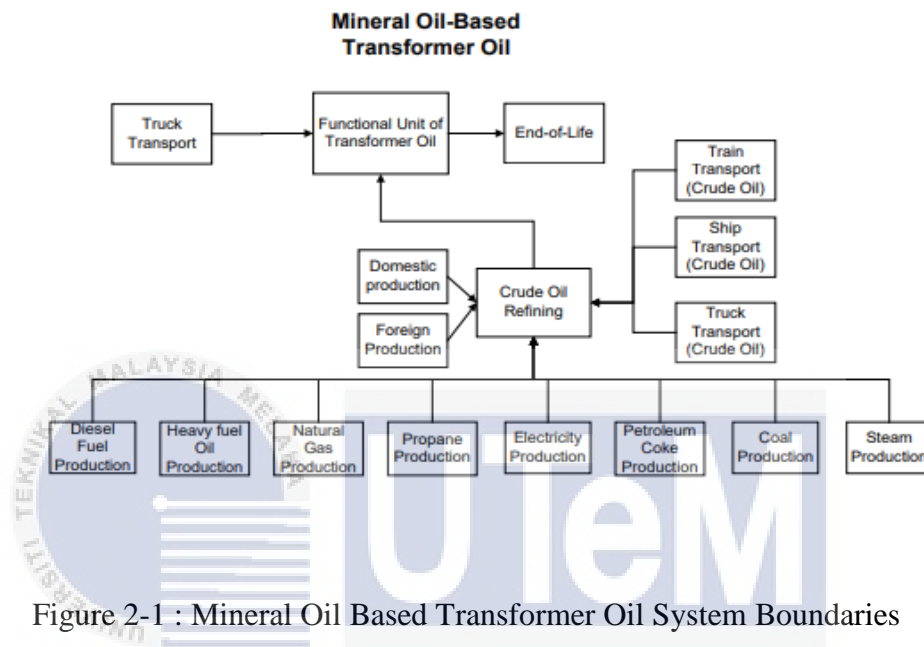 Mineral Oil-Based
Transformer Oil
Truck
Transport
Functional Unit of
Transformer Oil
End-of-Life
Train
Transport
(Crude Oil)
Ship
Transport
(Crude Oil)
Truck
Transport
(Crude Oil)
Domestic
production
Foreign
Production
Crude Oil
Refining
Diesel
Fuel
Production
Heavy fuel
Oil
Production
Natural
Gas
Production
Propane
Production
Electricity
Production
Petroleum
Coke
Production
Coal
Production
Steam
Production
UTeM
TEKNIKAL MALAYSIA
Figure 2-1 : Mineral Oil Based Transformer Oil System Boundaries